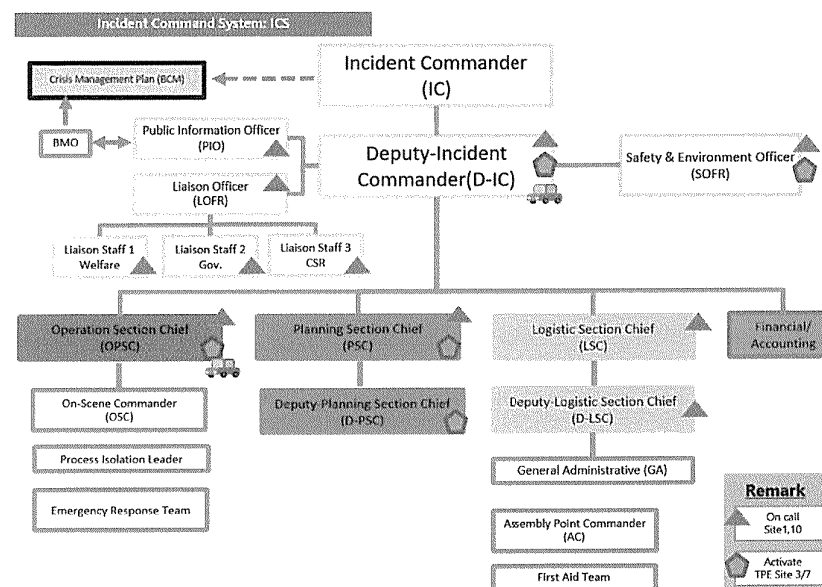 Incident Command System: ICS
Incident Commander
(IC)
Crisis Management Plan (BCM)
BMO
Public Information Officer
(PIO)
Deputy-Incident
Commander(D-IC)
Safety & Environment Officer
(SOFR)
Liaison Officer
(LOFR)
Liaison Staff 1
Welfare
Liaison Staff 2
Gov.
Liaison Staff 3
CSR
Operation Section Chief
(OPSC)
Planning Section Chief
(PSC)
Logistic Section Chief
(LSC)
Financial/
Accounting
On-Scene Commander
(OSC)
Deputy-Planning Section Chief
(D-PSC)
Deputy-Logistic Section Chief
(D-LSC)
Process Isolation Leader
General Administrative (GA)
Emergency Response Team
Assembly Point Commander
(AC)
First Aid Team
Remark
On call
Site1,10
Activate
TPE Site 3/7